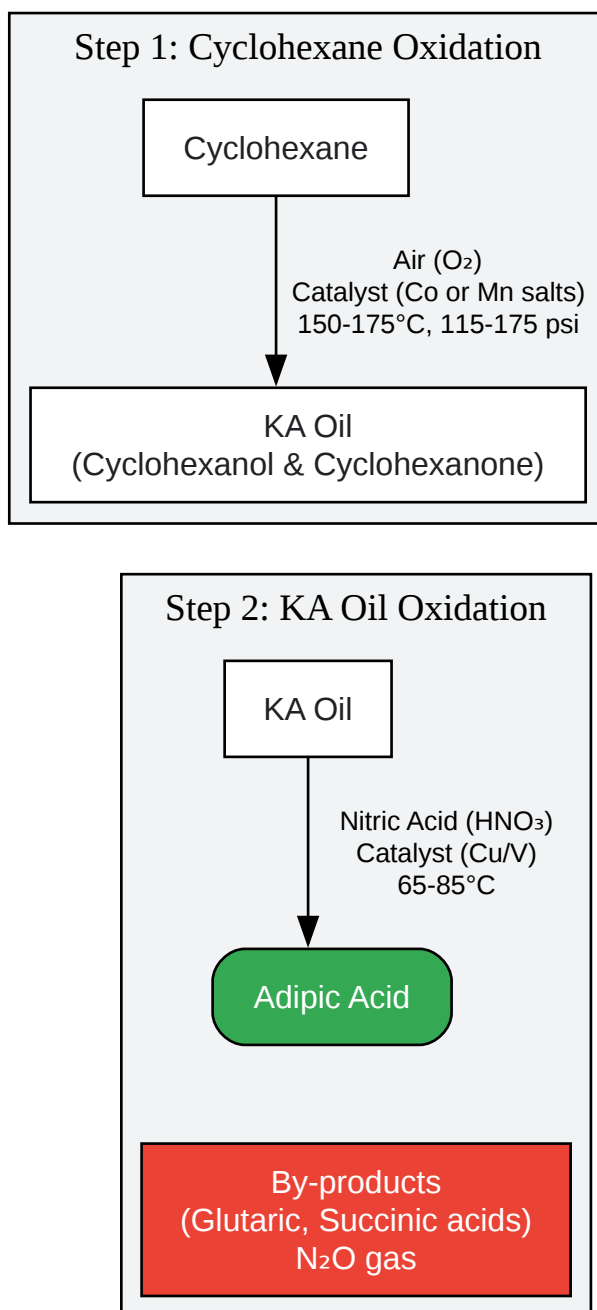 Step 1: Cyclohexane Oxidation
Cyclohexane
Air (O₂)
Catalyst (Co or Mn salts)
150-175°C, 115-175 psi
KA Oil
(Cyclohexanol & Cyclohexanone)
Step 2: KA Oil Oxidation
KA Oil
Nitric Acid (HNO₃)
Catalyst (Cu/V)
65-85°C
Adipic Acid
By-products
(Glutaric, Succinic acids)
N₂O gas